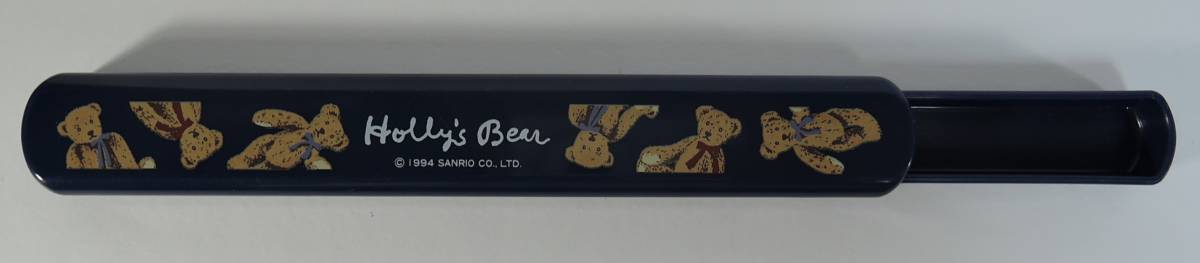 Holly's Bear
© 1994 SANRIO CO., LTD.